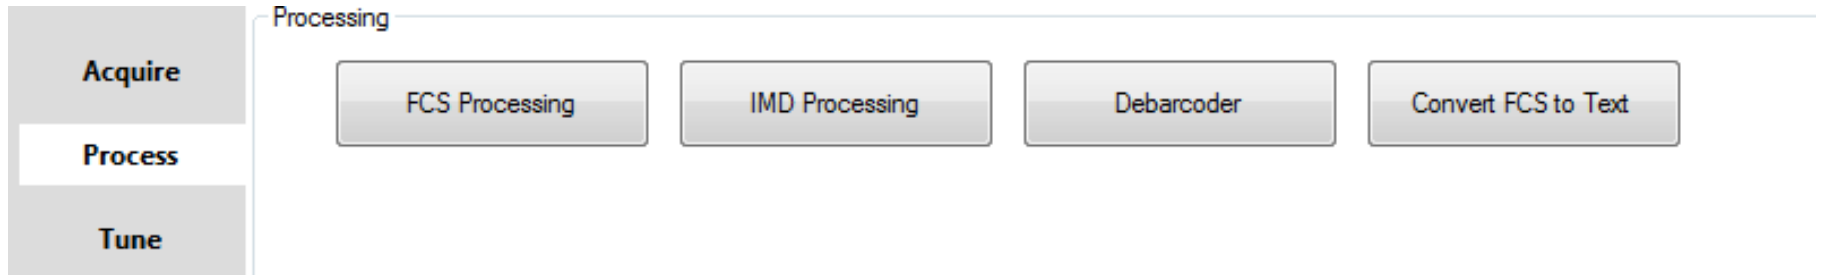 Processing
Acquire
Process
Tune
FCS Processing
IMD Processing
Debarcoder
Convert FCS to Text